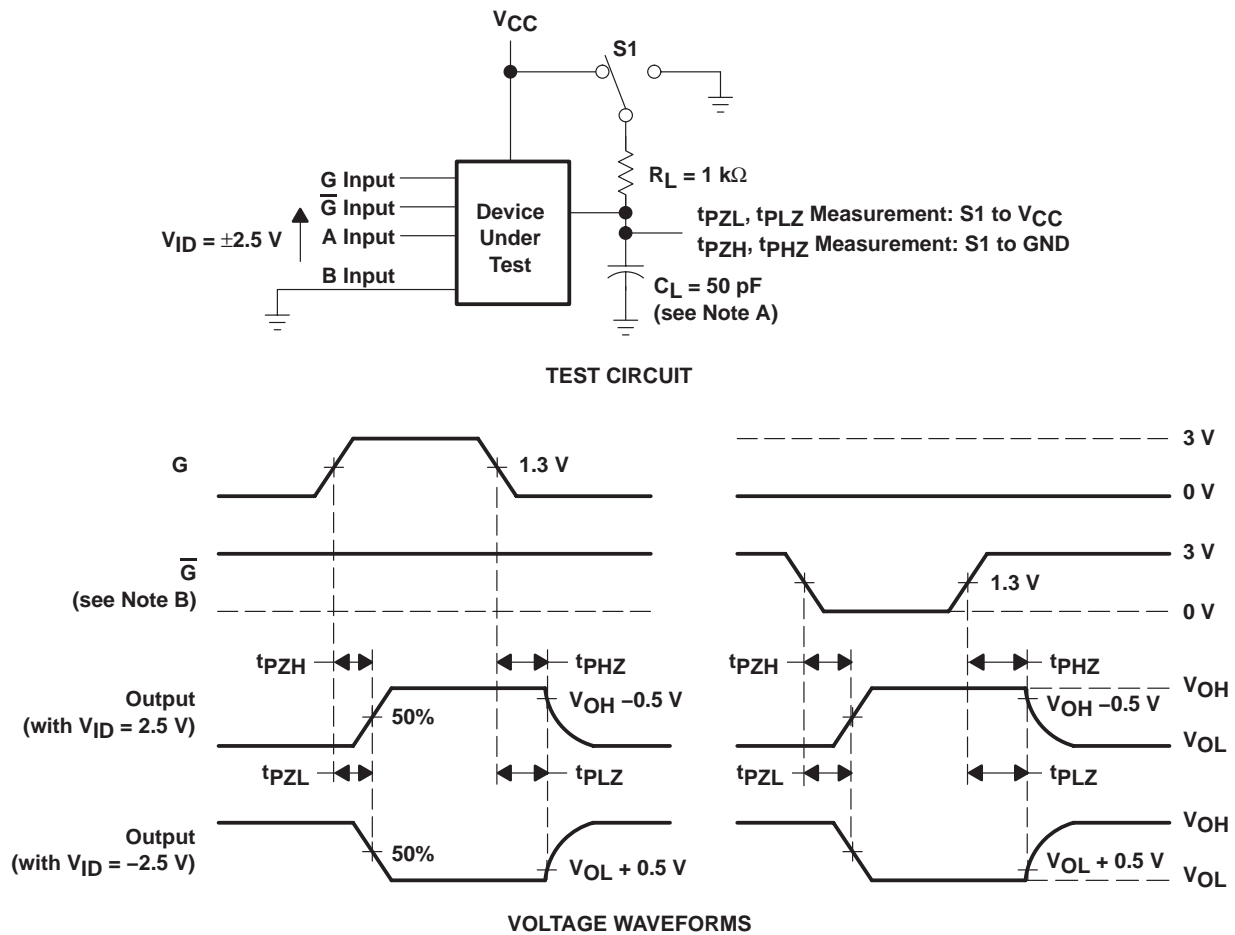 VCC
S1
RL = 1 kΩ
G Input
G̅ Input
A Input
B Input
VID = ±2.5 V
Device
Under
Test
tPZL, tPLZ Measurement: S1 to VCC
tPZH, tPHZ Measurement: S1 to GND
CL = 50 pF
(see Note A)
TEST CIRCUIT
G
1.3 V
3 V
0 V
G̅
(see Note B)
1.3 V
3 V
0 V
tPZH
tPHZ
tPZH
tPHZ
Output
(with VID = 2.5 V)
50%
VOH –0.5 V
VOH –0.5 V
VOH
VOL
tPZL
tPLZ
tPZL
tPLZ
Output
(with VID = –2.5 V)
50%
VOL + 0.5 V
VOL + 0.5 V
VOH
VOL
VOLTAGE WAVEFORMS